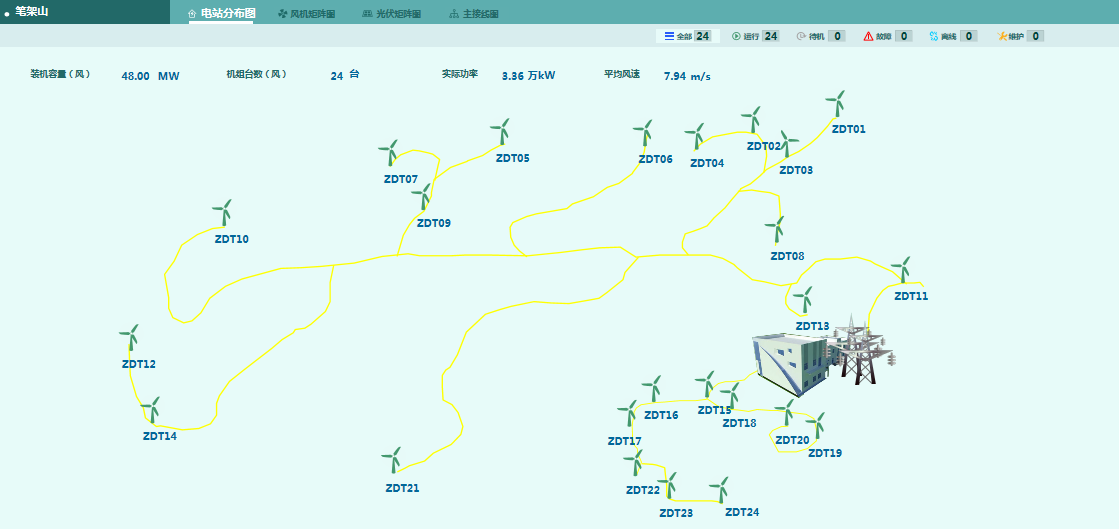 笔架山
电站分布图 风机矩阵图 光伏矩阵图 主接线图
全部 24 运行 24 待机 0 故障 0 离线 0 维护 0
装机容量（风） 48.00 MW 机组台数（风） 24 台 实际功率 3.36 万kW 平均风速 7.94 m/s
ZDT01
ZDT02
ZDT05
ZDT06
ZDT04
ZDT03
ZDT07
ZDT09
ZDT10
ZDT08
ZDT11
ZDT13
ZDT12
ZDT15
ZDT16
ZDT18
ZDT14
ZDT17
ZDT20
ZDT19
ZDT21
ZDT22
ZDT23
ZDT24